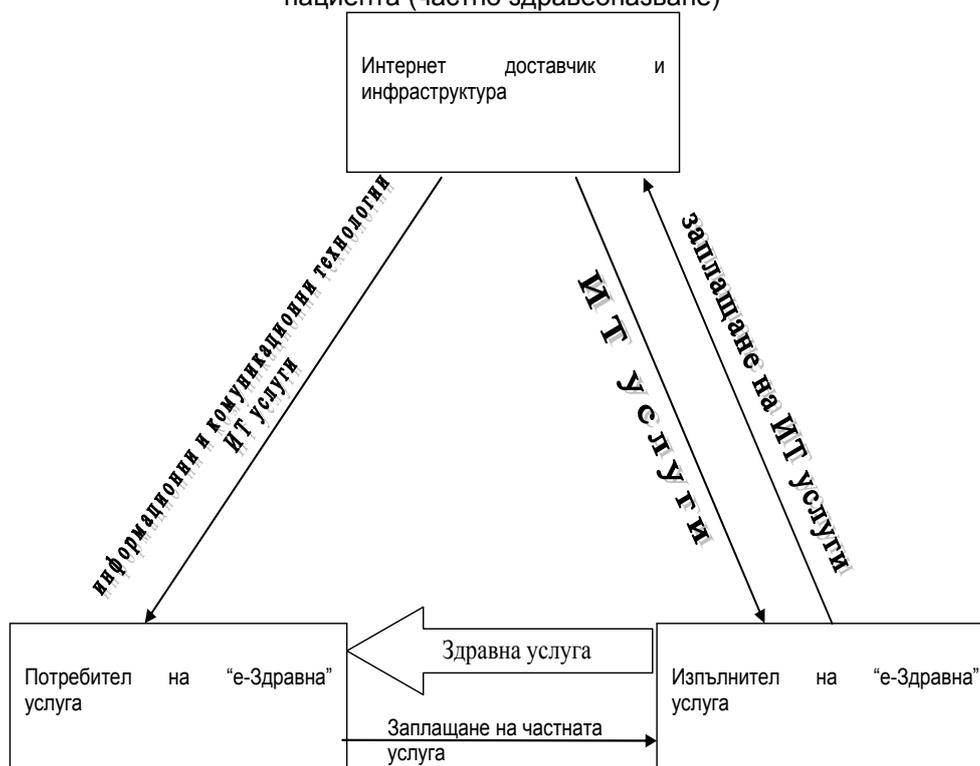 пациента (частно здравеопазване)
Интернет доставчик и
инфраструктура
информационни и комуникационни технологии
ИТ услуги
ИТ услуги
заплащане на ИТ услуги
Потребител на “е-Здравна”
услуга
Здравна услуга
Заплащане на частната
услуга
Изпълнител на “е-Здравна”
услуга